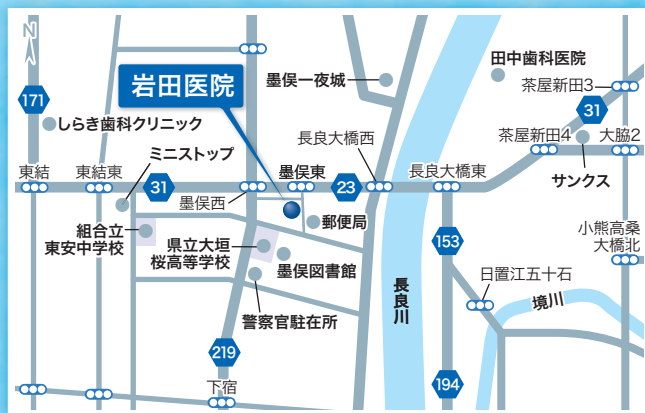 N
171
岩田医院
墨俣一夜城
田中歯科医院
茶屋新田3
31
しらき歯科クリニック
ミニストップ
長良大橋西
茶屋新田4
大脇2
東結
東結東
31
墨俣西
墨俣東
23
長良大橋東
サンクス
組合立
東安中学校
郵便局
県立大垣
桜高等学校
墨俣図書館
153
小熊高桑
大橋北
警察官駐在所
長良川
日置江五十石
境川
219
下宿
194